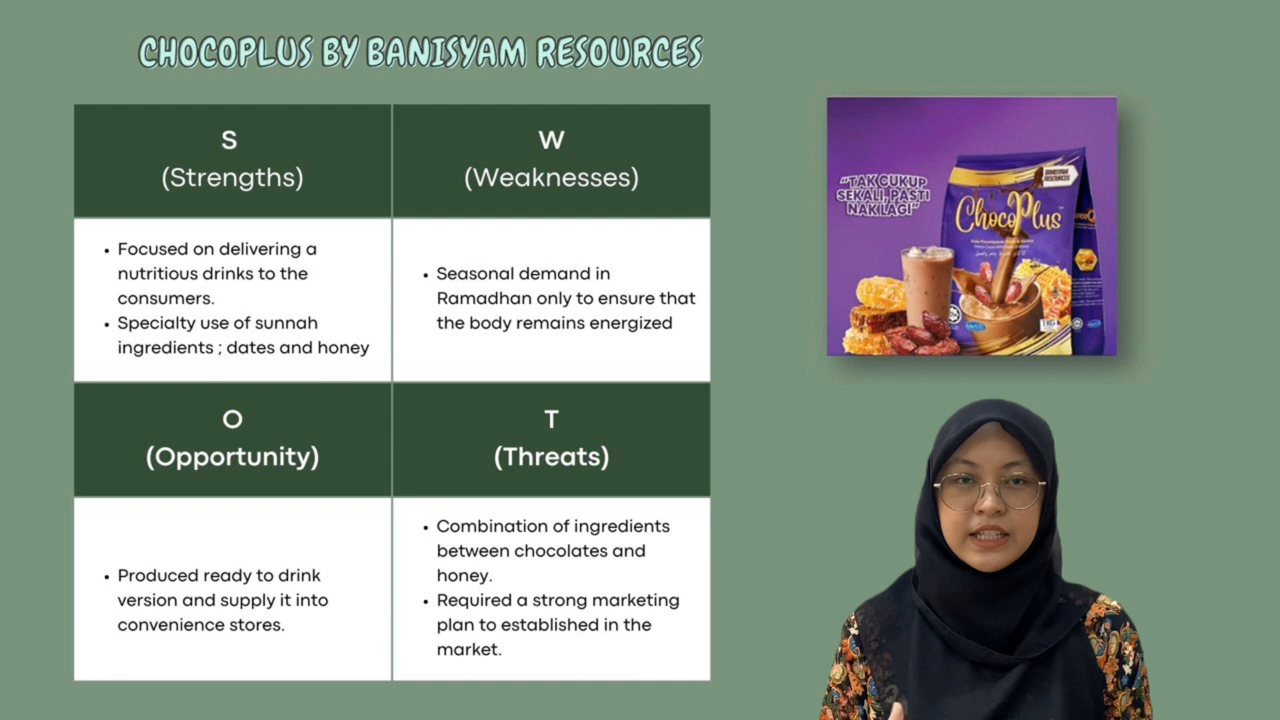 CHOCOPLUS BY BANISYAM RESOURCES
S
(Strengths)
W
(Weaknesses)
• Focused on delivering a
nutritious drinks to the
consumers.
• Specialty use of sunnah
ingredients ; dates and honey
• Seasonal demand in
Ramadhan only to ensure that
the body remains energized
O
(Opportunity)
T
(Threats)
• Produced ready to drink
version and supply it into
convenience stores.
• Combination of ingredients
between chocolates and
honey.
• Required a strong marketing
plan to established in the
market.
"TAK CUKUP
SEKALI, PASTI
NAK LAGI"
BANISYAM
RESOURCES
ChocoPlus
1 KG